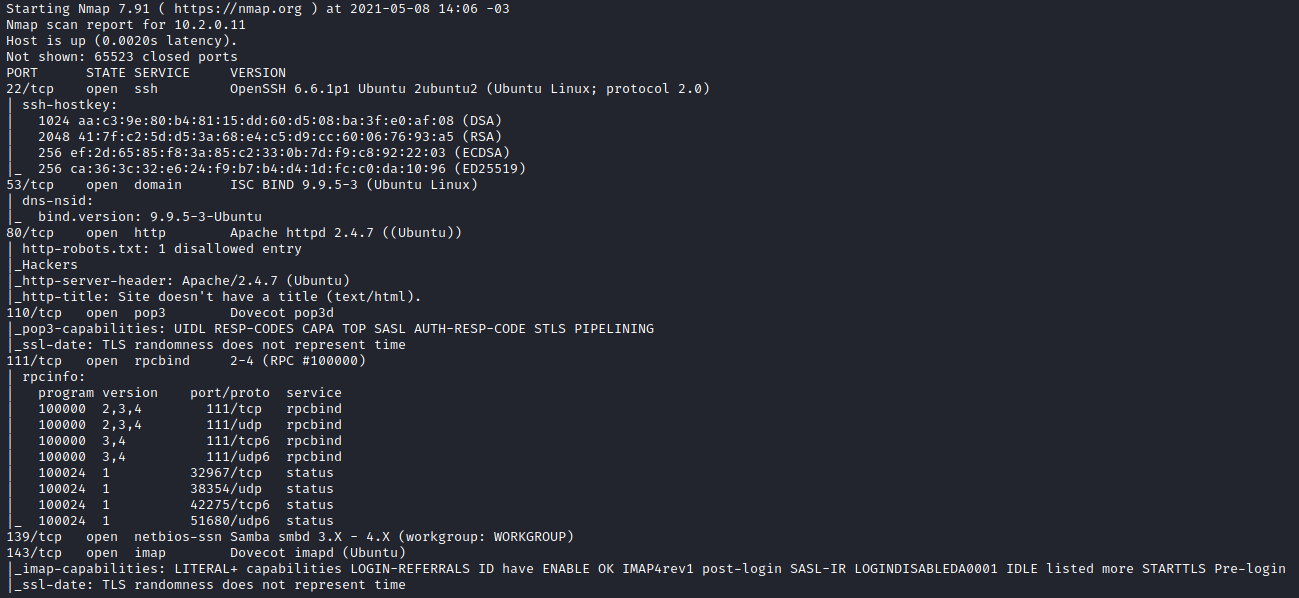 Starting Nmap 7.91 ( https://nmap.org ) at 2021-05-08 14:06 -03
Nmap scan report for 10.2.0.11
Host is up (0.0020s latency).
Not shown: 65523 closed ports
PORT    STATE SERVICE     VERSION
22/tcp    open  ssh         OpenSSH 6.6.1p1 Ubuntu 2ubuntu2 (Ubuntu Linux; protocol 2.0)
| ssh-hostkey:
|   1024 aa:c3:9e:80:b4:81:15:dd:60:d5:08:ba:3f:e0:af:08 (DSA)
|   2048 41:7f:c2:5d:d5:3a:68:e4:c5:d9:cc:60:06:76:93:a5 (RSA)
|   256 ef:2d:65:85:f8:3a:85:c2:33:0b:7d:f9:c8:92:22:03 (ECDSA)
|_  256 ca:36:3c:32:e6:24:f9:b7:b4:d4:1d:fc:c0:da:10:96 (ED25519)
53/tcp    open  domain      ISC BIND 9.9.5-3 (Ubuntu Linux)
| dns-nsid:
|_  bind.version: 9.9.5-3-Ubuntu
80/tcp    open  http        Apache httpd 2.4.7 ((Ubuntu))
| http-robots.txt: 1 disallowed entry
|_Hackers
|_http-server-header: Apache/2.4.7 (Ubuntu)
|_http-title: Site doesn't have a title (text/html).
110/tcp   open  pop3        Dovecot pop3d
|_pop3-capabilities: UIDL RESP-CODES CAPA TOP SASL AUTH-RESP-CODE STLS PIPELINING
|_ssl-date: TLS randomness does not represent time
111/tcp   open  rpcbind     2-4 (RPC #100000)
| rpcinfo:
|   program version    port/proto  service
|   100000  2,3,4        111/tcp   rpcbind
|   100000  2,3,4        111/udp   rpcbind
|   100000  3,4          111/tcp6  rpcbind
|   100000  3,4          111/udp6  rpcbind
|   100024  1          32967/tcp   status
|   100024  1          38354/udp   status
|   100024  1          42275/tcp6  status
|_  100024  1          51680/udp6  status
139/tcp   open  netbios-ssn Samba smbd 3.X - 4.X (workgroup: WORKGROUP)
143/tcp   open  imap        Dovecot imapd (Ubuntu)
|_imap-capabilities: LITERAL+ capabilities LOGIN-REFERRALS ID have ENABLE OK IMAP4rev1 post-login SASL-IR LOGINDISABLEDA0001 IDLE listed more STARTTLS Pre-login
|_ssl-date: TLS randomness does not represent time